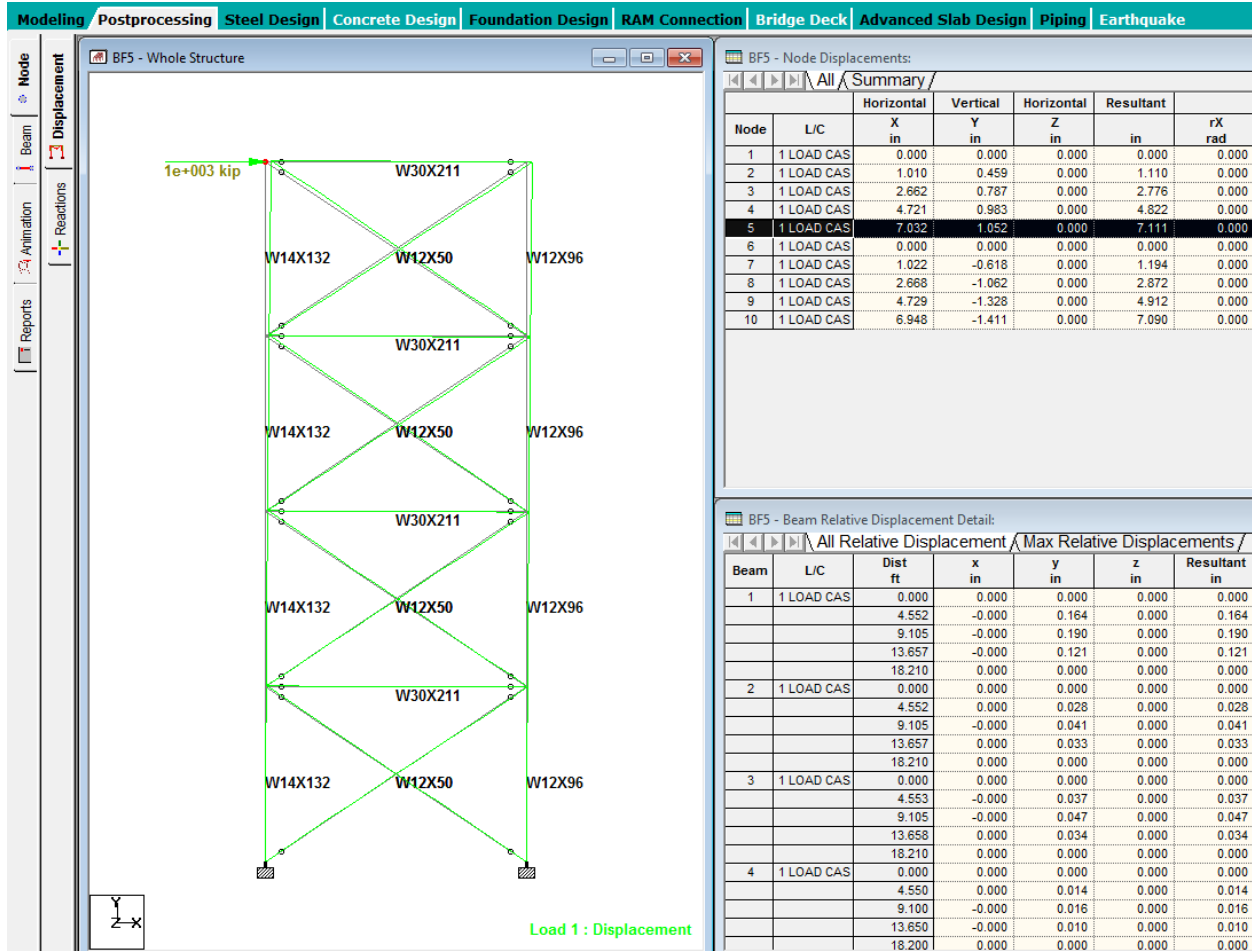 Modeling Postprocessing Steel Design Concrete Design Foundation Design RAM Connection Bridge Deck Advanced Slab Design Piping Earthquake
Node
Beam
Animation
Reports
Displacement
Reactions
BF5 - Whole Structure
1e+003 kip
W30X211
W14X132 W12X50 W12X96
W30X211
W14X132 W12X50 W12X96
W30X211
W14X132 W12X50 W12X96
W30X211
W14X132 W12X50 W12X96
Y
Z X
Load 1 : Displacement
BF5 - Node Displacements:
All Summary
Horizontal Vertical Horizontal Resultant
Node L/C X Y Z rX
in in in in rad
1 1 LOAD CAS 0.000 0.000 0.000 0.000 0.000
2 1 LOAD CAS 1.010 0.459 0.000 1.110 0.000
3 1 LOAD CAS 2.662 0.787 0.000 2.776 0.000
4 1 LOAD CAS 4.721 0.983 0.000 4.822 0.000
5 1 LOAD CAS 7.032 1.052 0.000 7.111 0.000
6 1 LOAD CAS 0.000 0.000 0.000 0.000 0.000
7 1 LOAD CAS 1.022 -0.618 0.000 1.194 0.000
8 1 LOAD CAS 2.668 -1.062 0.000 2.872 0.000
9 1 LOAD CAS 4.729 -1.328 0.000 4.912 0.000
10 1 LOAD CAS 6.948 -1.411 0.000 7.090 0.000
BF5 - Beam Relative Displacement Detail:
All Relative Displacement Max Relative Displacements
Beam L/C Dist x y z Resultant
ft in in in in
1 1 LOAD CAS 0.000 0.000 0.000 0.000 0.000
4.552 -0.000 0.164 0.000 0.164
9.105 -0.000 0.190 0.000 0.190
13.657 -0.000 0.121 0.000 0.121
18.210 0.000 0.000 0.000 0.000
2 1 LOAD CAS 0.000 0.000 0.000 0.000 0.000
4.552 0.000 0.028 0.000 0.028
9.105 -0.000 0.041 0.000 0.041
13.657 0.000 0.033 0.000 0.033
18.210 0.000 0.000 0.000 0.000
3 1 LOAD CAS 0.000 0.000 0.000 0.000 0.000
4.553 -0.000 0.037 0.000 0.037
9.105 -0.000 0.047 0.000 0.047
13.658 0.000 0.034 0.000 0.034
18.210 0.000 0.000 0.000 0.000
4 1 LOAD CAS 0.000 0.000 0.000 0.000 0.000
4.550 0.000 0.014 0.000 0.014
9.100 -0.000 0.016 0.000 0.016
13.650 -0.000 0.010 0.000 0.010
18.200 0.000 0.000 0.000 0.000